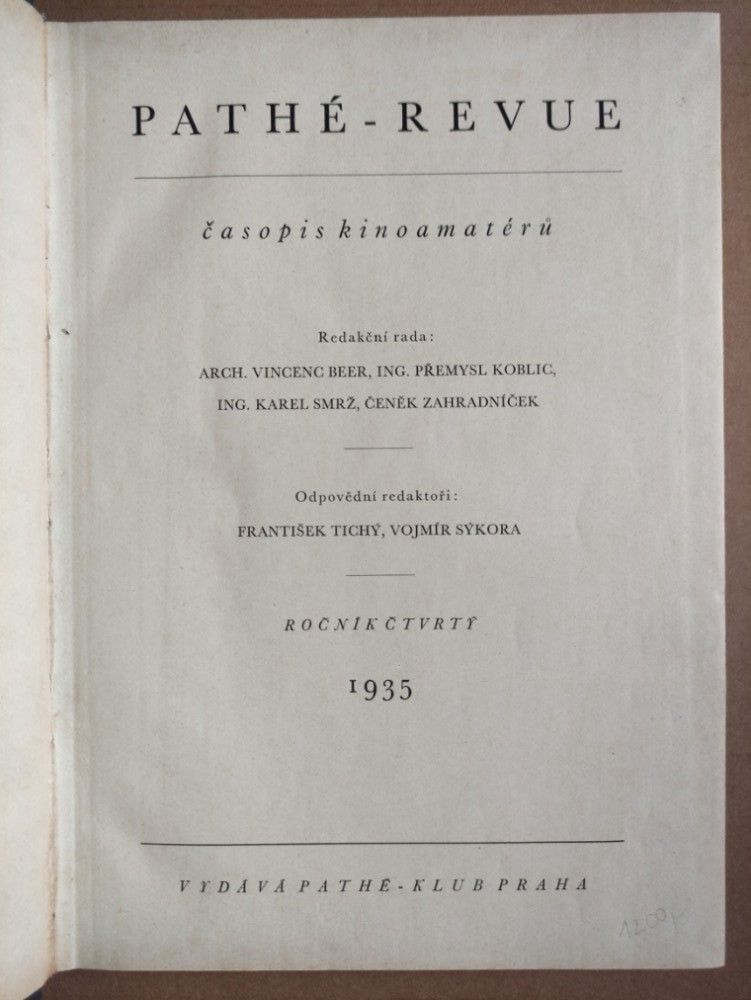 PATHÉ - REVUE
časopis kinoamatérů
Redakční rada:
ARCH. VINCENC BEER, ING. PŘEMYSL KOBLIC,
ING. KAREL SMRŽ, ČENĚK ZAHRADNÍČEK
Odpovědní redaktoři:
FRANTIŠEK TICHÝ, VOJMÍR SÝKORA
ROČNÍK ČTVRTÝ
1935
VYDÁVÁ PATHÉ-KLUB PRAHA
1200,-